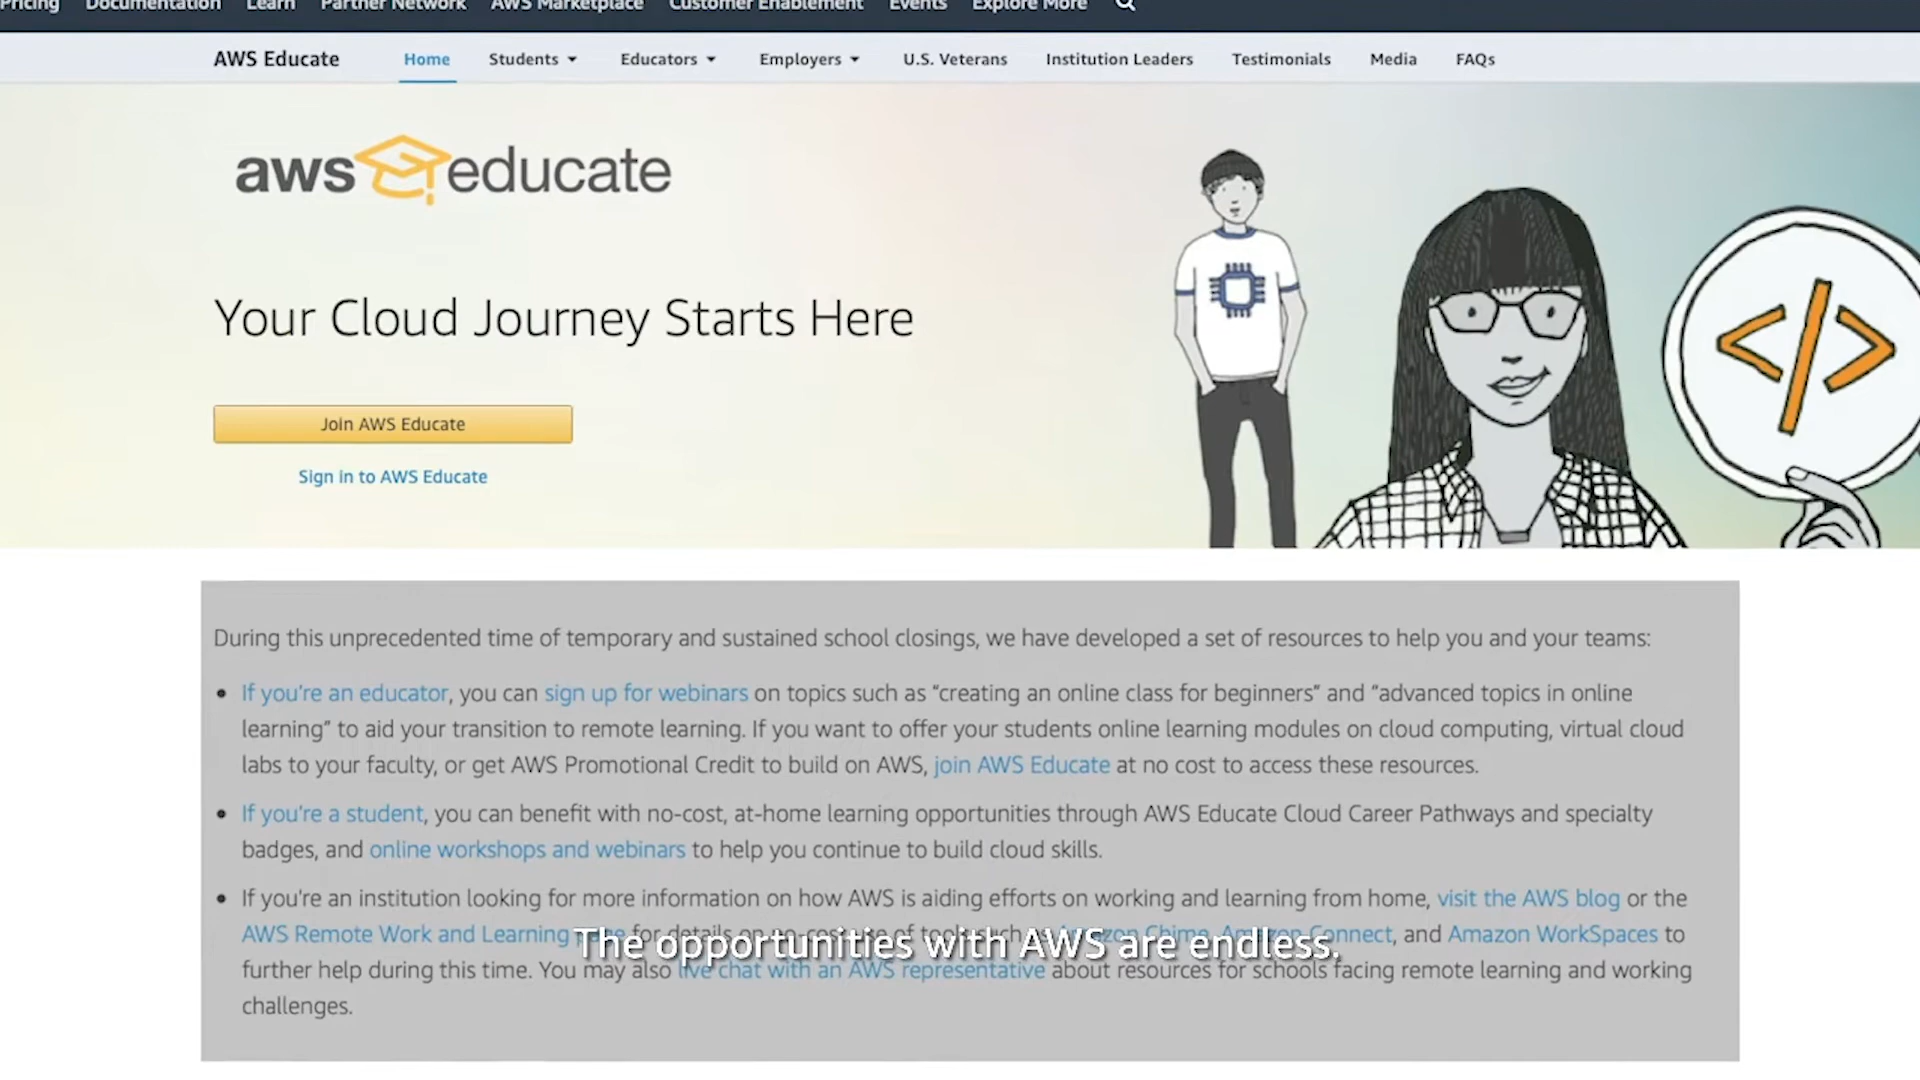 Pricing Documentation Learn Partner Network AWS Marketplace Customer Enablement Events Explore More
AWS Educate Home Students Educators Employers U.S. Veterans Institution Leaders Testimonials Media FAQs
aws educate
Your Cloud Journey Starts Here
Join AWS Educate
Sign in to AWS Educate
</>
During this unprecedented time of temporary and sustained school closings, we have developed a set of resources to help you and your teams:
• If you're an educator, you can sign up for webinars on topics such as “creating an online class for beginners” and “advanced topics in online
learning” to aid your transition to remote learning. If you want to offer your students online learning modules on cloud computing, virtual cloud
labs to your faculty, or get AWS Promotional Credit to build on AWS, join AWS Educate at no cost to access these resources.
• If you're a student, you can benefit with no-cost, at-home learning opportunities through AWS Educate Cloud Career Pathways and specialty
badges, and online workshops and webinars to help you continue to build cloud skills.
• If you're an institution looking for more information on how AWS is aiding efforts on working and learning from home, visit the AWS blog or the
AWS Remote Work and Learning for details on Connect, and Amazon WorkSpaces to
The opportunities with AWS are endless.
further help during this time. You may also live chat with an AWS representative about resources for schools facing remote learning and working
challenges.